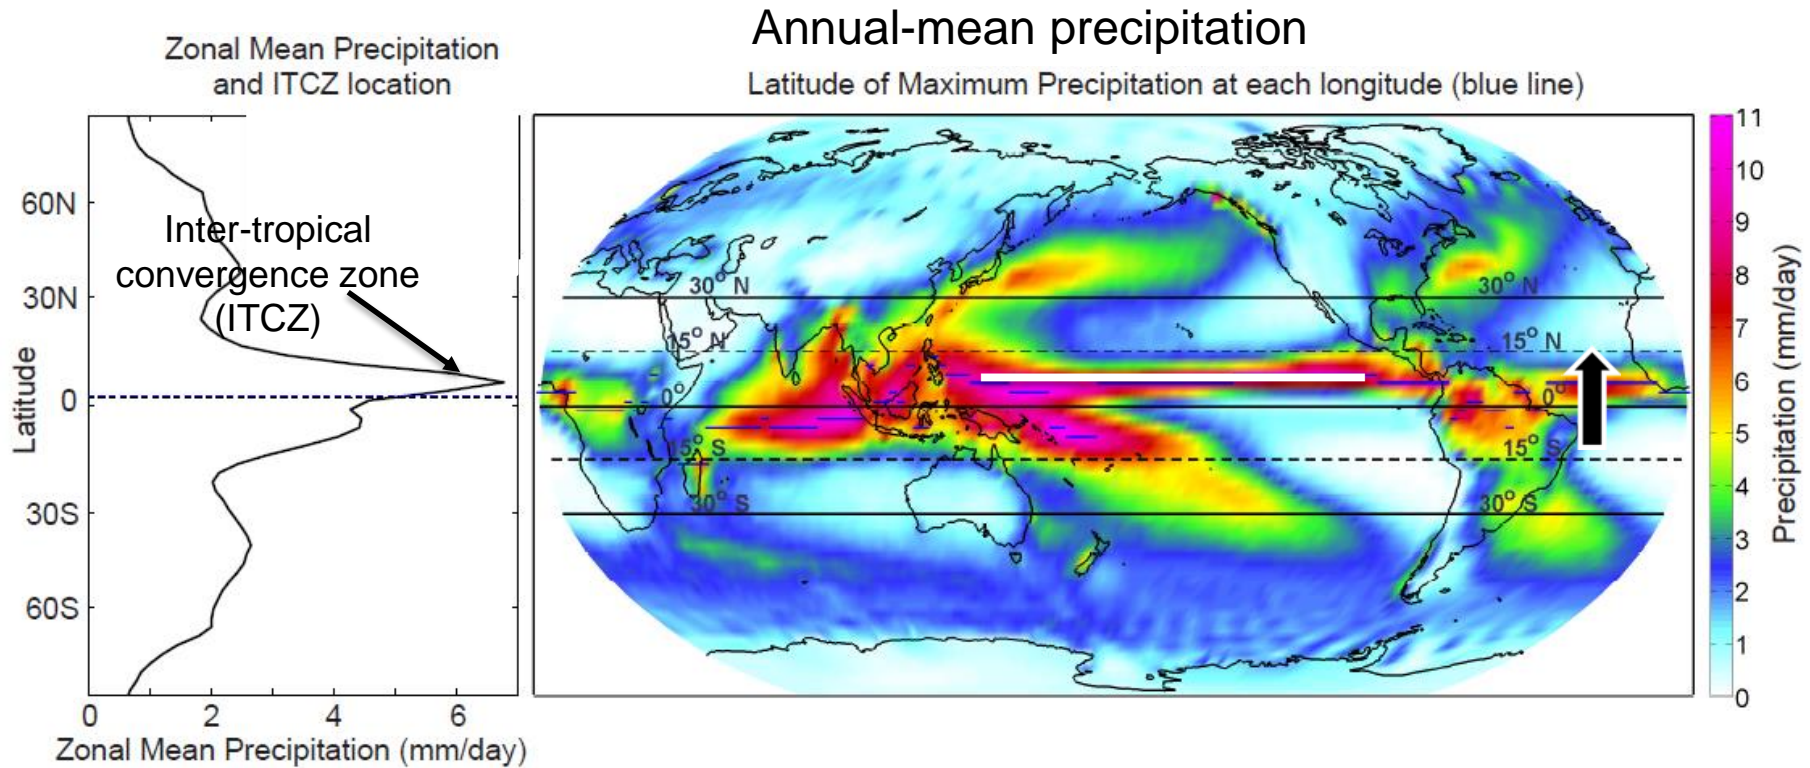 Annual-mean precipitation
Zonal Mean Precipitation
and ITCZ location
Latitude of Maximum Precipitation at each longitude (blue line)
Inter-tropical
convergence zone
(ITCZ)
Latitude
60N
30N
0
30S
60S
0 2 4 6
Zonal Mean Precipitation (mm/day)
30° N 30° N
15° N 15° N
0° 0°
15° S 15° S
30° S 30° S
11
10
9
8
7
6
5
4
3
2
1
0
Precipitation (mm/day)